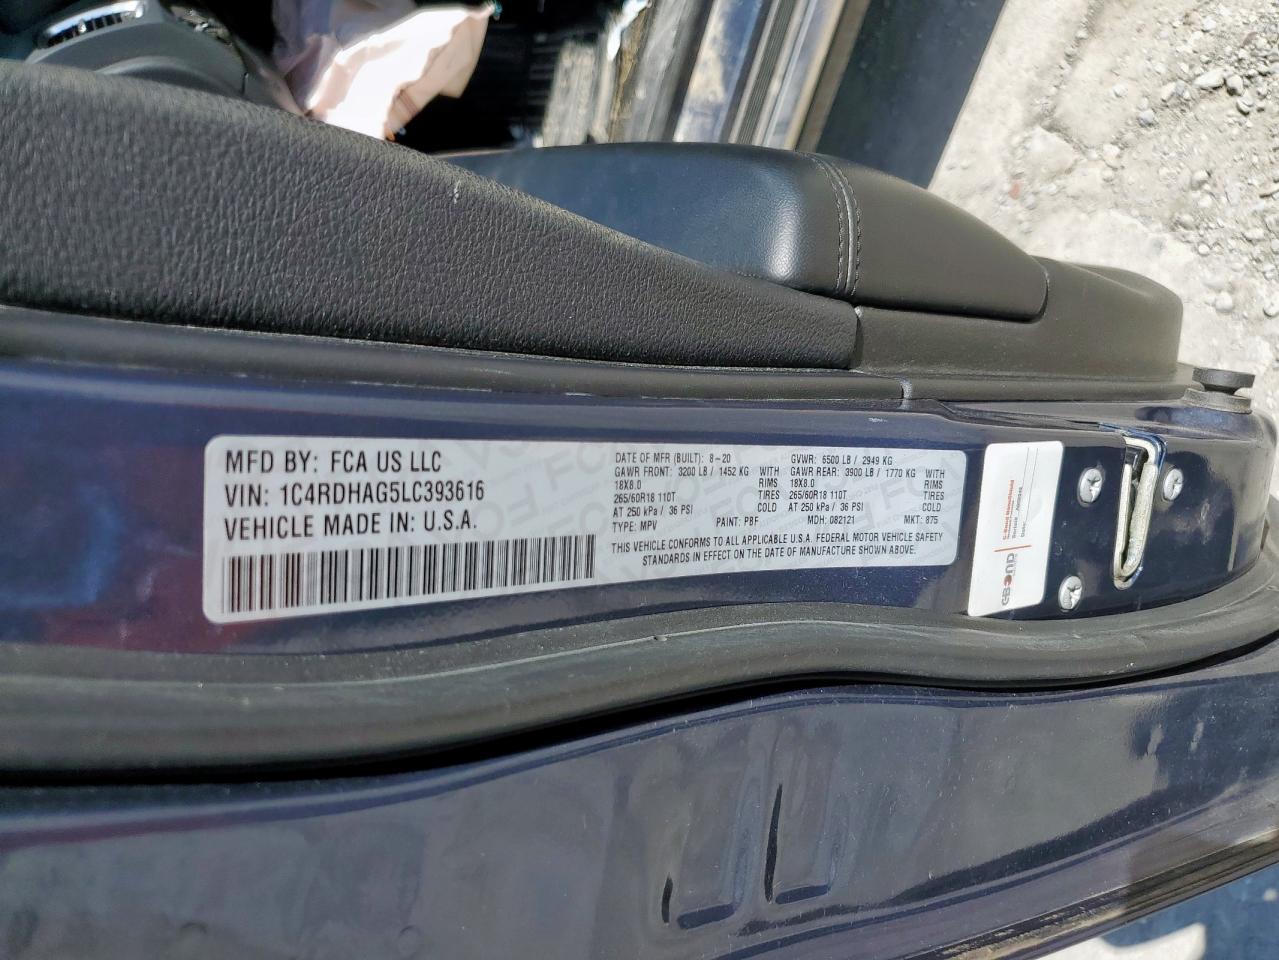 MFD BY: FCA US LLC
VIN: 1C4RDHAG5LC393616
VEHICLE MADE IN: U.S.A.
DATE OF MFR (BUILT): 8-20 GVWR: 6500 LB / 2949 KG
GAWR FRONT: 3200 LB / 1452 KG WITH GAWR REAR: 3900 LB / 1770 KG WITH
18X8.0 RIMS 18X8.0 RIMS
265/60R18 110T TIRES 265/60R18 110T TIRES
AT 250 kPa / 36 PSI COLD AT 250 kPa / 36 PSI COLD
TYPE: MPV PAINT: PBF MDH: 082121 MKT: 875
THIS VEHICLE CONFORMS TO ALL APPLICABLE U.S.A. FEDERAL MOTOR VEHICLE SAFETY
STANDARDS IN EFFECT ON THE DATE OF MANUFACTURE SHOWN ABOVE.